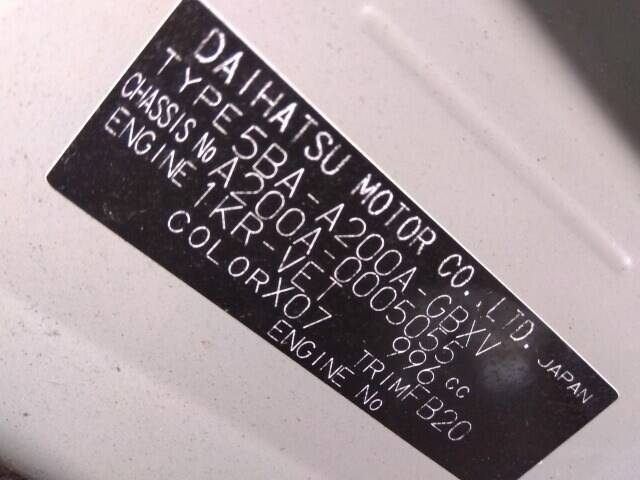 DAIHATSU MOTOR CO.,LTD. JAPAN
TYPE 5BA-A200A-GBXV
CHASSIS No A200A-0005055
ENGINE 1KR-VET 996 cc
COLOR X07 TRIM FB20
ENGINE No